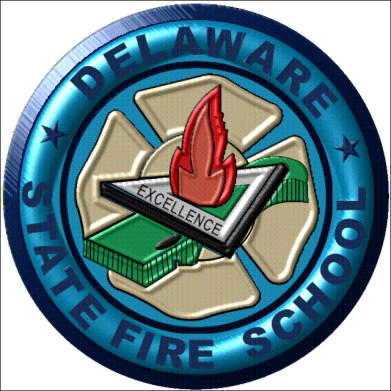 DELAWARE
STATE FIRE SCHOOL
EXCELLENCE